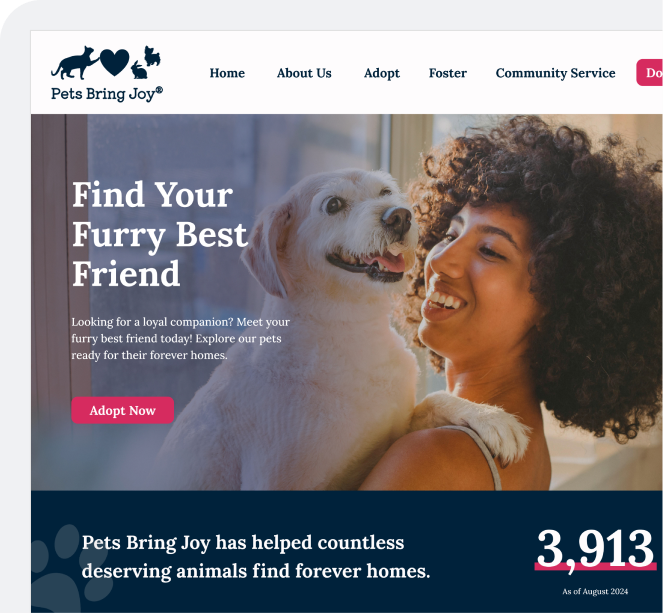 Pets Bring Joy®
Home About Us Adopt Foster Community Service Do
Find Your
Furry Best
Friend
Looking for a loyal companion? Meet your
furry best friend today! Explore our pets
ready for their forever homes.
Adopt Now
Pets Bring Joy has helped countless
deserving animals find forever homes.
3,913
As of August 2024